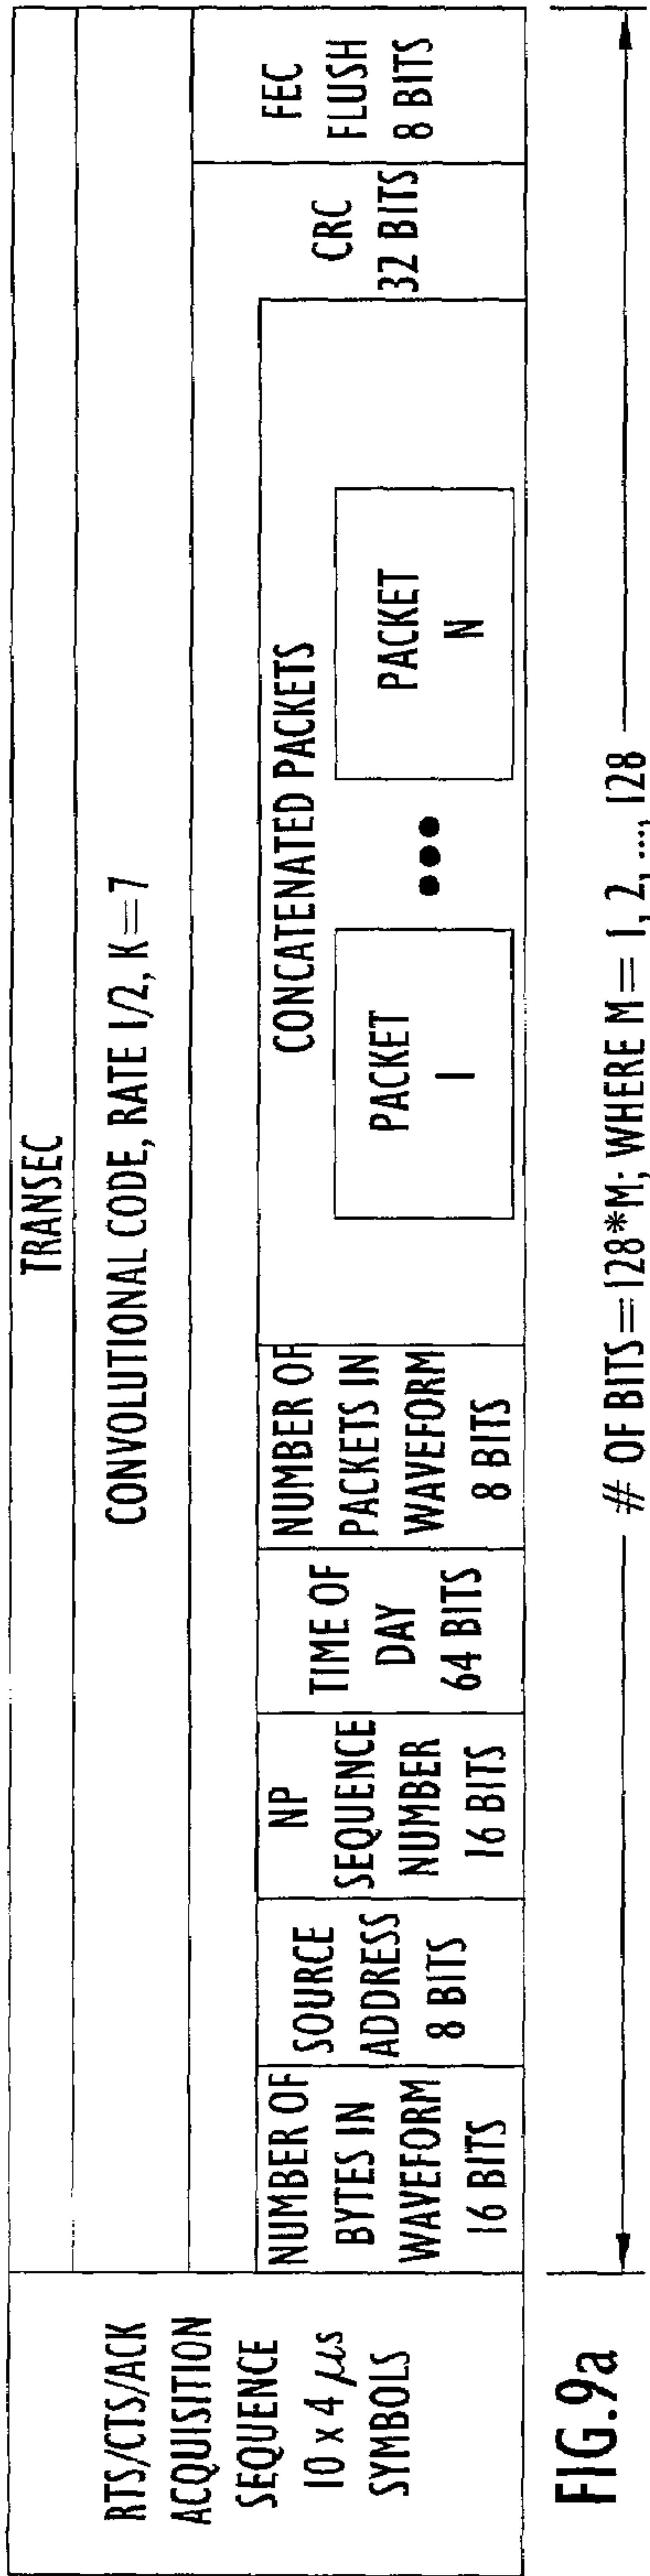 RTS/CTS/ACK
ACQUISITION
SEQUENCE
10 x 4 µs
SYMBOLS
TRANSEC
CONVOLUTIONAL CODE, RATE 1/2, K=7
NUMBER OF
BYTES IN
WAVEFORM
16 BITS
SOURCE
ADDRESS
8 BITS
NP
SEQUENCE
NUMBER
16 BITS
TIME OF
DAY
64 BITS
NUMBER OF
PACKETS IN
WAVEFORM
8 BITS
CONCATENATED PACKETS
PACKET
1
•••
PACKET
N
CRC
32 BITS
FEC
FLUSH
8 BITS
# OF BITS=128*M; WHERE M= 1, 2, ..., 128
FIG.9a